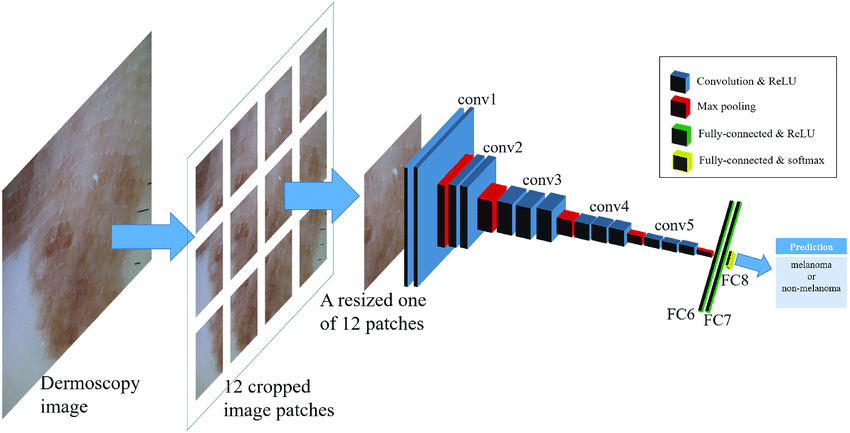 Dermoscopy
image
12 cropped
image patches
A resized one
of 12 patches
conv1
conv2
conv3
conv4
conv5
FC6
FC7
FC8
Convolution & ReLU
Max pooling
Fully-connected & ReLU
Fully-connected & softmax
Prediction
melanoma
or
non-melanoma